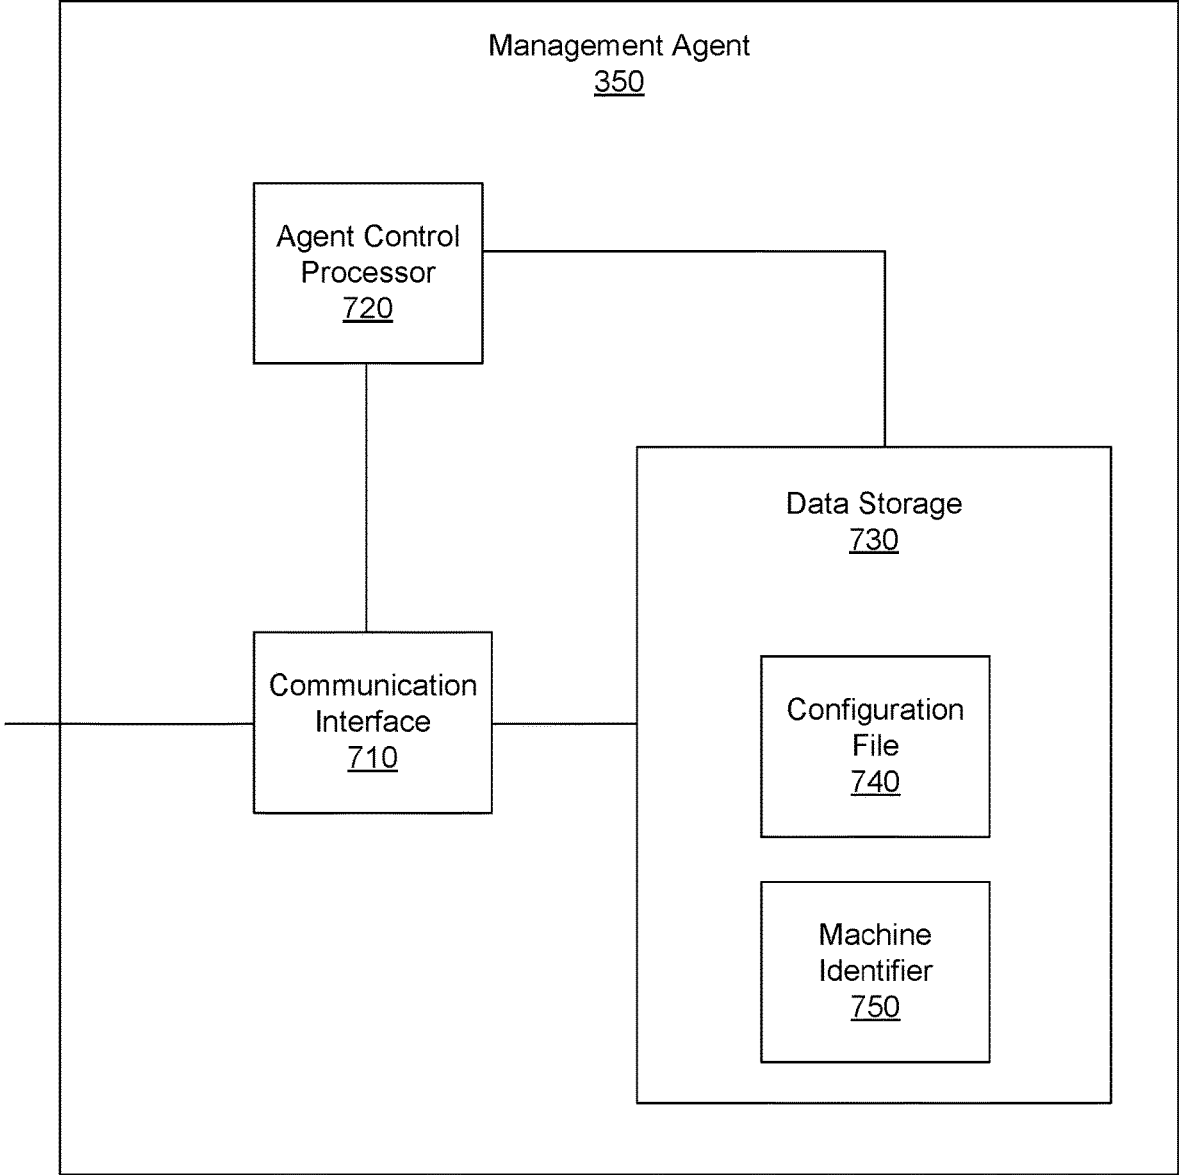 Management Agent
350
Agent Control
Processor
720
Data Storage
730
Communication
Interface
710
Configuration
File
740
Machine
Identifier
750